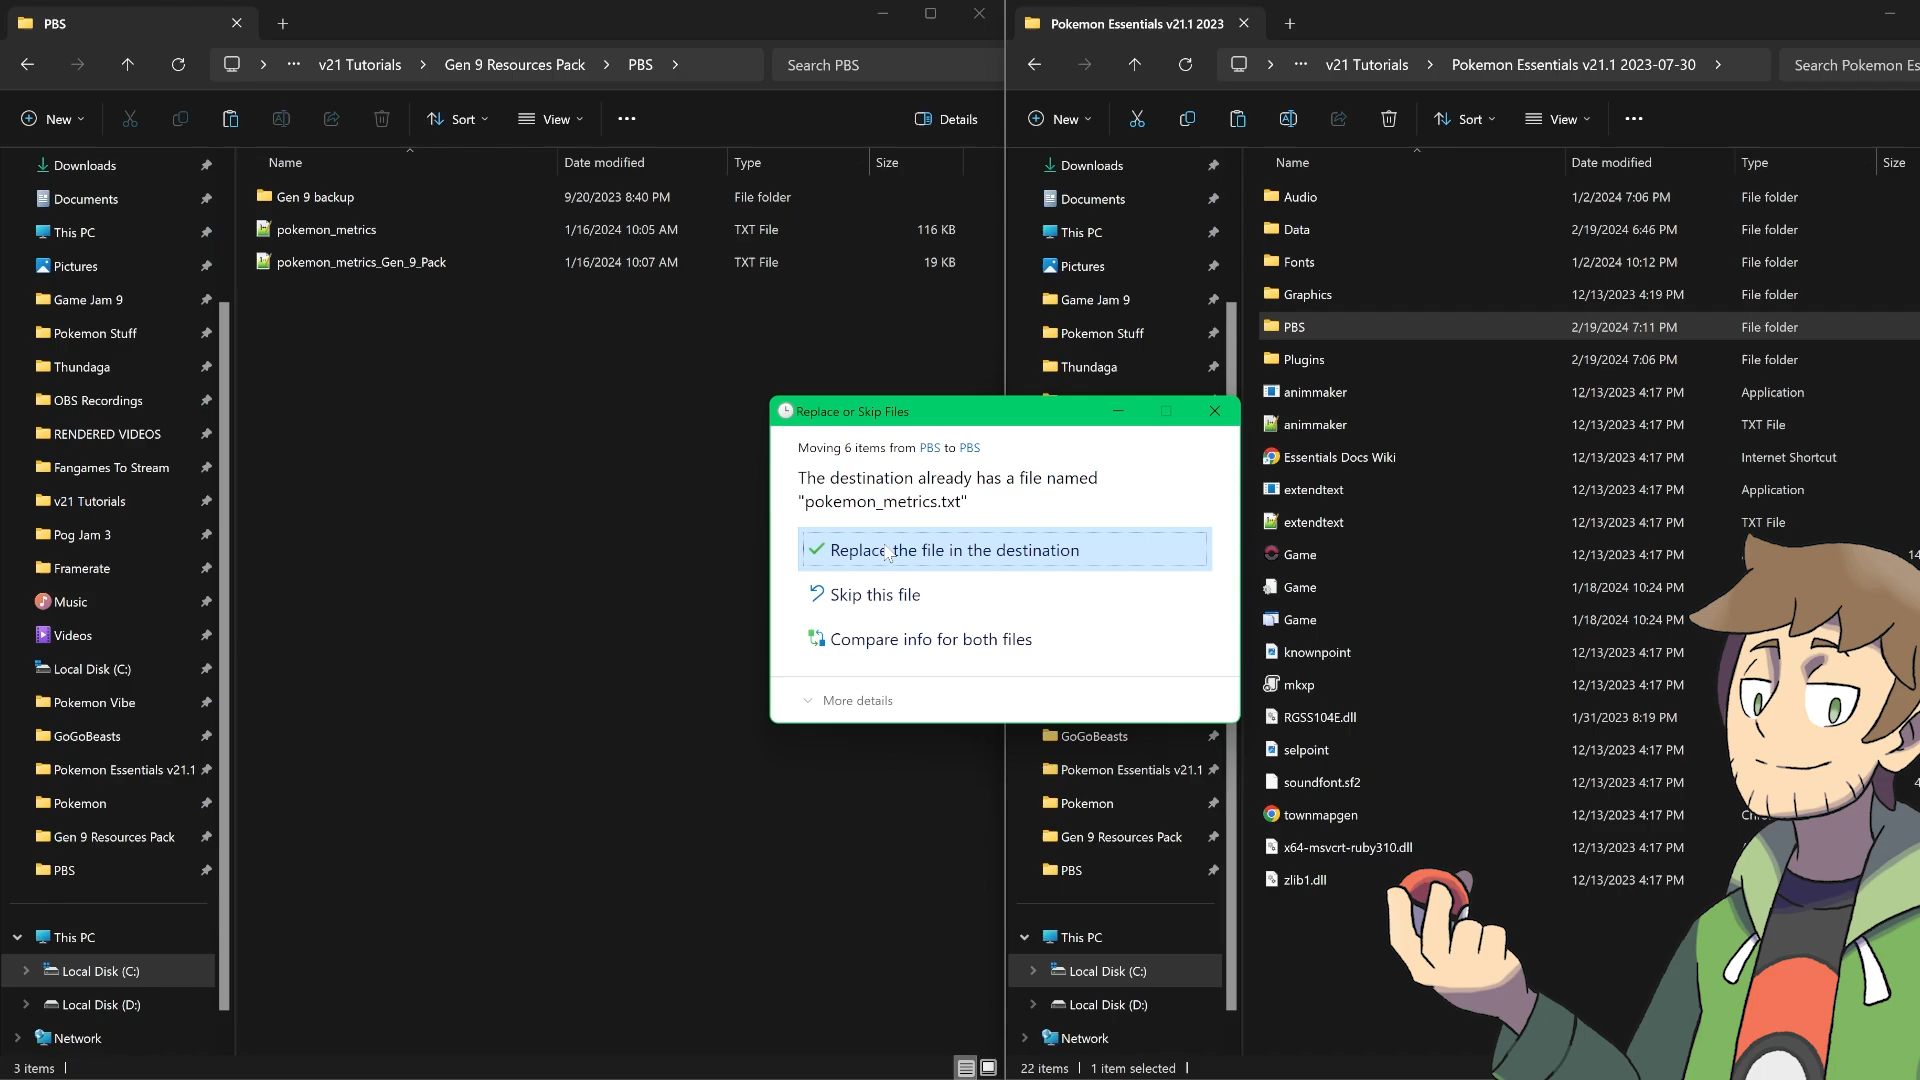 PBS
v21 Tutorials > Gen 9 Resources Pack > PBS >
Search PBS
New
Sort
View
Details
Name
Date modified
Type
Size
Gen 9 backup 9/20/2023 8:40 PM File folder
pokemon_metrics 1/16/2024 10:05 AM TXT File 116 KB
pokemon_metrics_Gen_9_Pack 1/16/2024 10:07 AM TXT File 19 KB
Downloads
Documents
This PC
Pictures
Game Jam 9
Pokemon Stuff
Thundaga
OBS Recordings
RENDERED VIDEOS
Fangames To Stream
v21 Tutorials
Pog Jam 3
Framerate
Music
Videos
Local Disk (C:)
Pokemon Vibe
GoGoBeasts
Pokemon Essentials v21.1
Pokemon
Gen 9 Resources Pack
PBS
This PC
Local Disk (C:)
Local Disk (D:)
Network
3 items
Replace or Skip Files
Moving 6 items from PBS to PBS
The destination already has a file named
"pokemon_metrics.txt"
Replace the file in the destination
Skip this file
Compare info for both files
More details
Pokemon Essentials v21.1 2023
v21 Tutorials > Pokemon Essentials v21.1 2023-07-30 >
Search Pokemon Es
New
Sort
View
Name
Date modified
Type
Size
Downloads
Documents
This PC
Pictures
Game Jam 9
Pokemon Stuff
Thundaga
GoGoBeasts
Pokemon Essentials v21.1
Pokemon
Gen 9 Resources Pack
PBS
This PC
Local Disk (C:)
Local Disk (D:)
Network
Audio 1/2/2024 7:06 PM File folder
Data 2/19/2024 6:46 PM File folder
Fonts 1/2/2024 10:12 PM File folder
Graphics 12/13/2023 4:19 PM File folder
PBS 2/19/2024 7:11 PM File folder
Plugins 2/19/2024 7:06 PM File folder
animmaker 12/13/2023 4:17 PM Application
animmaker 12/13/2023 4:17 PM TXT File
Essentials Docs Wiki 12/13/2023 4:17 PM Internet Shortcut
extendtext 12/13/2023 4:17 PM Application
extendtext 12/13/2023 4:17 PM TXT File
Game 12/13/2023 4:17 PM 14
Game 1/18/2024 10:24 PM
Game 1/18/2024 10:24 PM
knownpoint 12/13/2023 4:17 PM
mkxp 12/13/2023 4:17 PM
RGSS104E.dll 1/31/2023 8:19 PM
selpoint 12/13/2023 4:17 PM
soundfont.sf2 12/13/2023 4:17 PM
townmapgen 12/13/2023 4:17 PM
x64-msvcrt-ruby310.dll 12/13/2023 4:17 PM
zlib1.dll 12/13/2023 4:17 PM
22 items
1 item selected